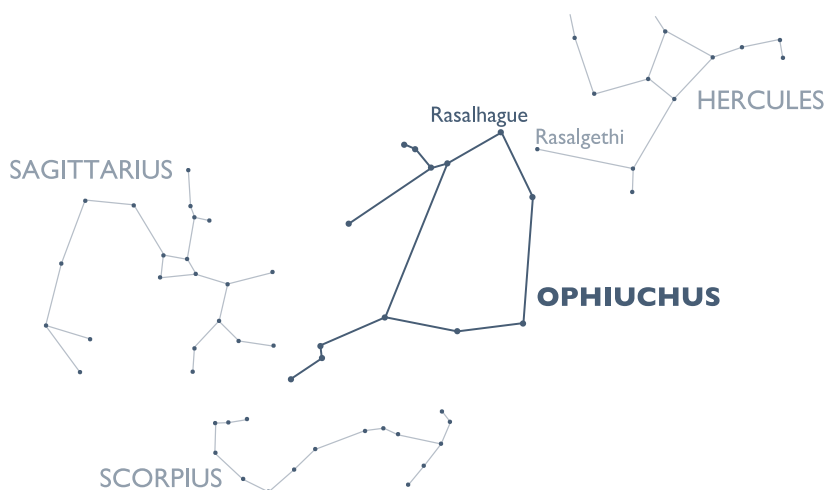 HERCULES
Rasalhague
Rasalgethi
SAGITTARIUS
OPHIUCHUS
SCORPIUS